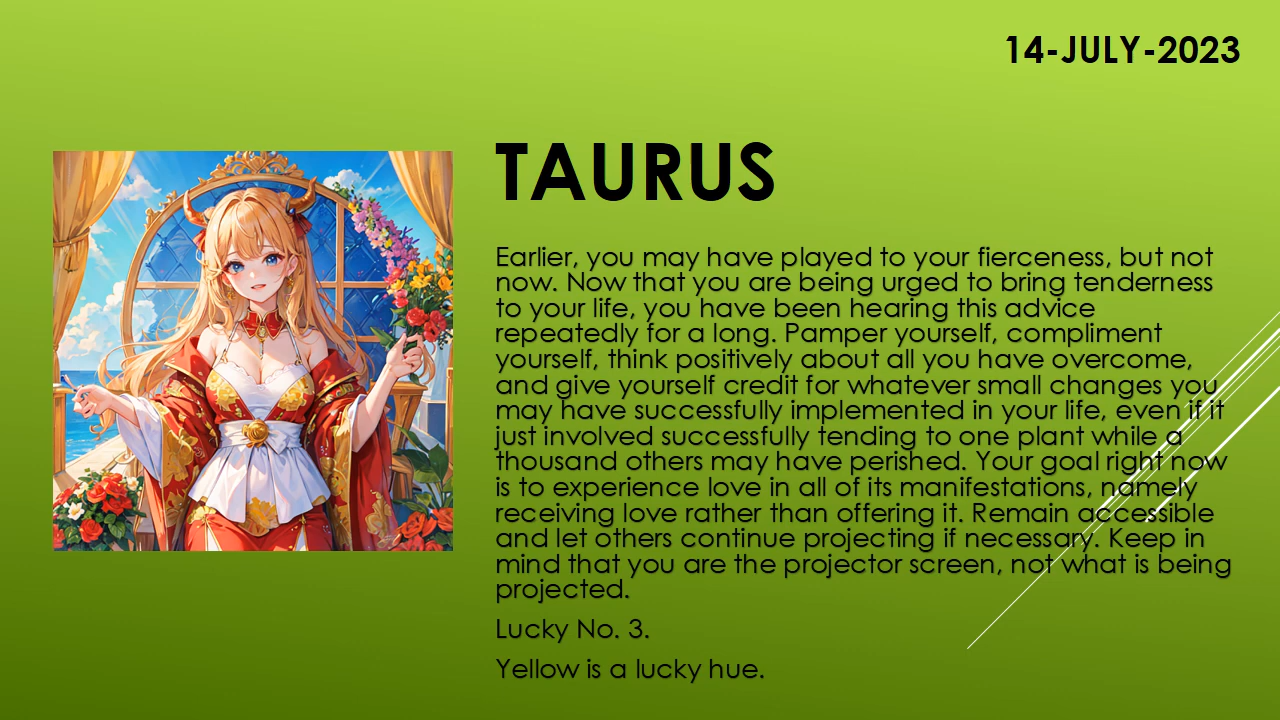 14-JULY-2023
TAURUS
Earlier, you may have played to your fierceness, but not
now. Now that you are being urged to bring tenderness
to your life, you have been hearing this advice
repeatedly for a long. Pamper yourself, compliment
yourself, think positively about all you have overcome,
and give yourself credit for whatever small changes you
may have successfully implemented in your life, even if it
just involved successfully tending to one plant while a
thousand others may have perished. Your goal right now
is to experience love in all of its manifestations, namely
receiving love rather than offering it. Remain accessible
and let others continue projecting if necessary. Keep in
mind that you are the projector screen, not what is being
projected.
Lucky No. 3.
Yellow is a lucky hue.